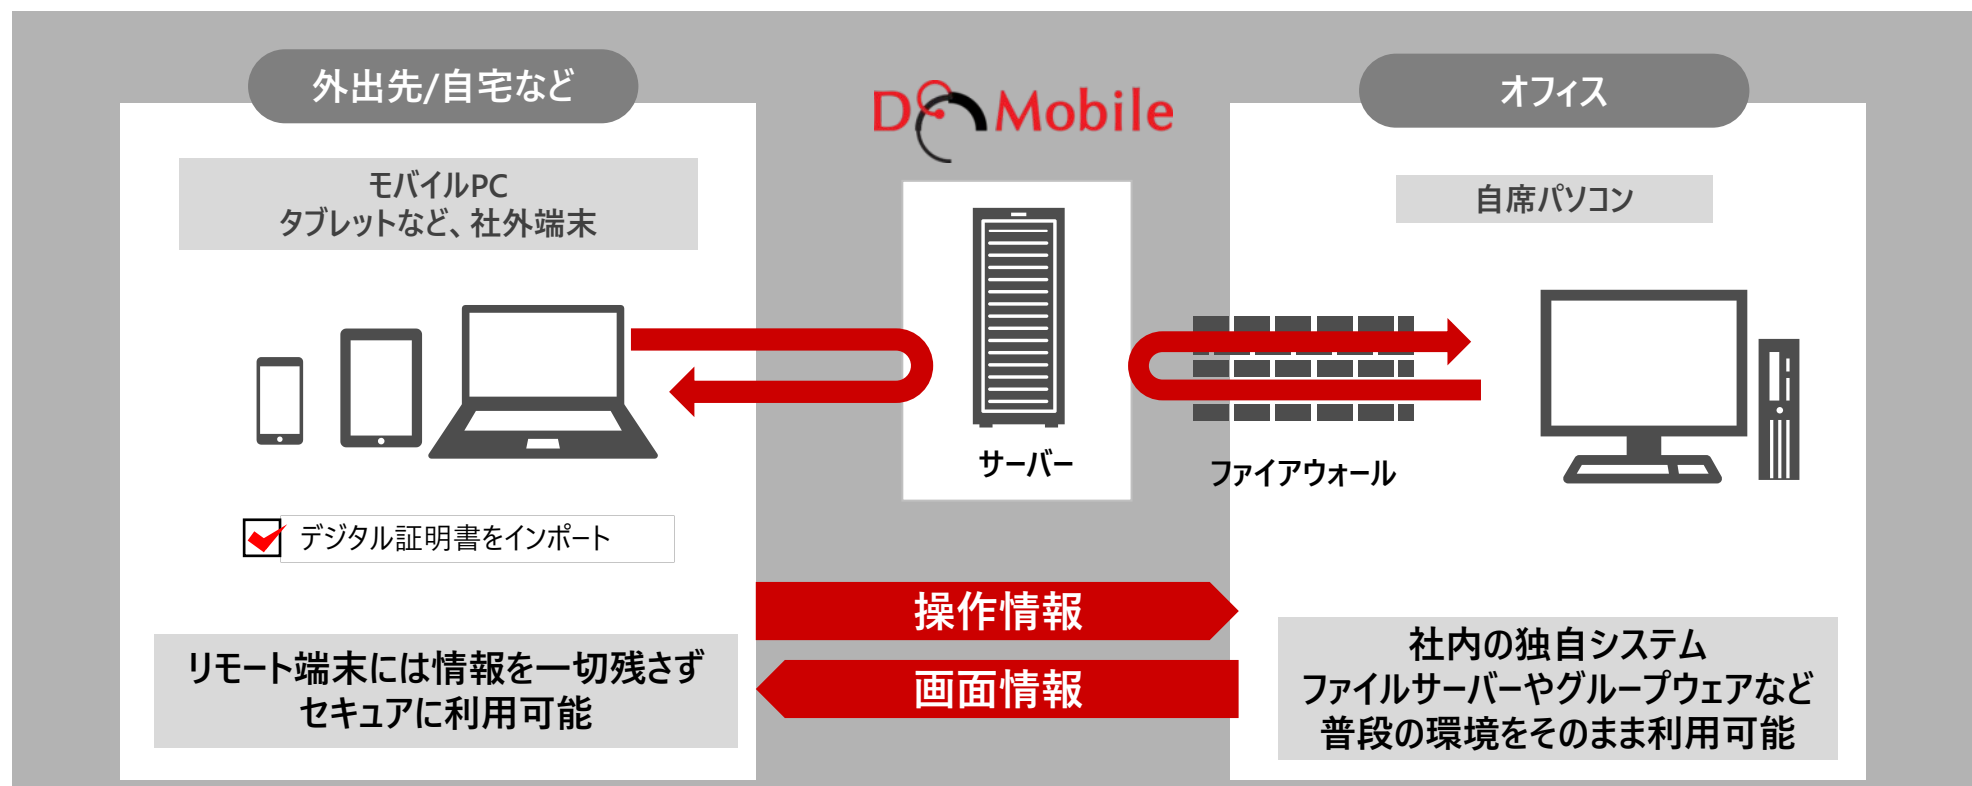 外出先/自宅など
モバイルPC
タブレットなど、社外端末
デジタル証明書をインポート
リモート端末には情報を一切残さず
セキュアに利用可能
DoMobile
サーバー
ファイアウォール
操作情報
画面情報
オフィス
自席パソコン
社内の独自システム
ファイルサーバーやグループウェアなど
普段の環境をそのまま利用可能